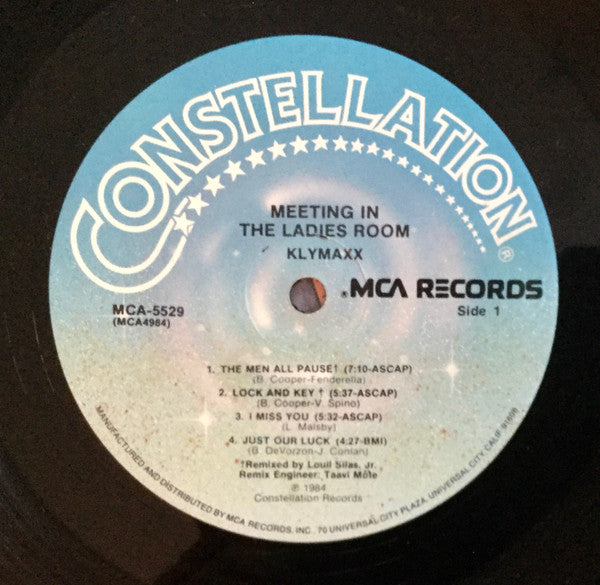 CONSTELLATION®
MEETING IN
THE LADIES ROOM
KLYMAXX
MCA-5529
(MCA4984)
®MCA RECORDS
Side 1
1. THE MEN ALL PAUSE† (7:10-ASCAP)
(B. Cooper-Fenderella)
2. LOCK AND KEY † (5:37-ASCAP)
(B. Cooper-V. Spino)
3. I MISS YOU (5:32-ASCAP)
(L. Malsby)
4. JUST OUR LUCK (4:27-BMI)
(B. DeVorzon-J. Conlan)
†Remixed by Louil Silas, Jr.
Remix Engineer: Taavi Mote
℗ 1984
Constellation Records
MANUFACTURED AND DISTRIBUTED BY MCA RECORDS, INC. 70 UNIVERSAL CITY PLAZA, UNIVERSAL CITY, CALIF. 91608